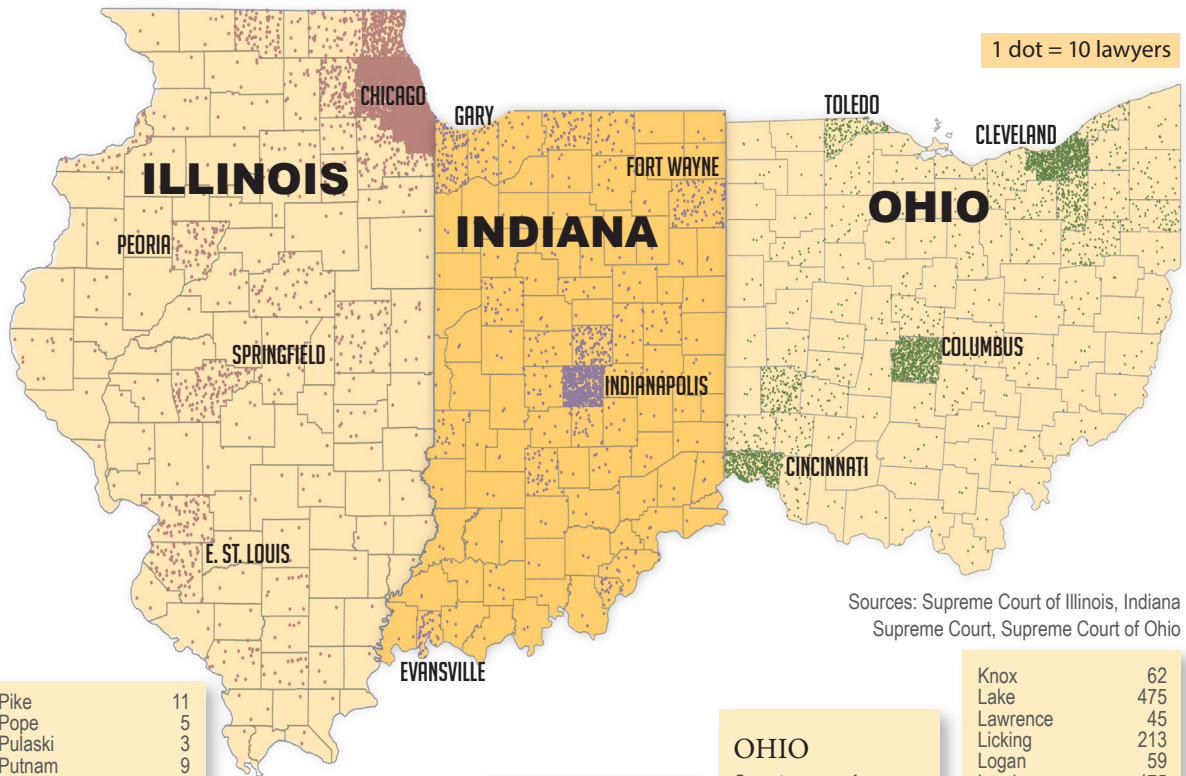 1 dot = 10 lawyers
TOLEDO
CHICAGO
GARY
CLEVELAND
ILLINOIS
FORT WAYNE
OHIO
PEORIA
INDIANA
SPRINGFIELD
COLUMBUS
INDIANAPOLIS
CINCINNATI
E. ST. LOUIS
Sources: Supreme Court of Illinois, Indiana
Supreme Court, Supreme Court of Ohio
EVANSVILLE
Pike 11
Pope 5
Pulaski 3
Putnam 9
OHIO
Knox 62
Lake 475
Lawrence 45
Licking 213
Logan 59